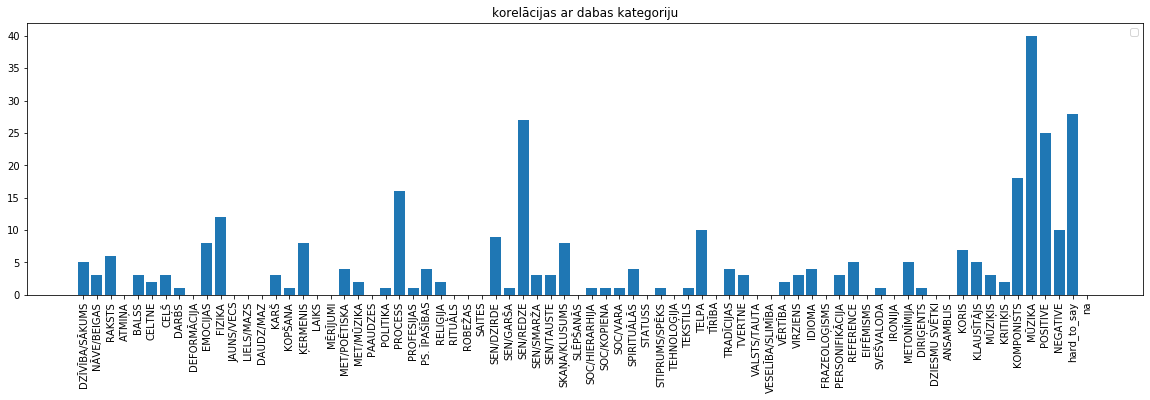 korelācijas ar dabas kategoriju
40
35
30
25
20
15
10
5
0
DZĪVĪBA/SĀKUMS
NĀVE/BEIGAS
RAKSTS
ATMIŅA
BALSS
CELTNE
CEĻŠ
DARBS
DEFORMĀCIJA
EMOCIJAS
FIZIKA
JAUNS/VECS
LIELS/MAZS
DAUDZ/MAZ
KARŠ
KOPŠANA
ĶERMENIS
LAIKS
MĒRĪJUMI
MET/POĒTISKA
MET/MŪZIKA
PAAUDZES
POLITIKA
PROCESS
PROFESIJAS
PS. ĪPAŠĪBAS
RELIĢIJA
RITUĀLS
ROBEŽAS
SAITES
SEN/DZIRDE
SEN/GARŠA
SEN/REDZE
SEN/SMARŽA
SEN/TAUSTE
SKAŅA/KLUSUMS
SLĒPŠANĀS
SOC/HIERARHIJA
SOC/KOPIENA
SOC/VARA
SPIRITUĀLĀS
STATUSS
STIPRUMS/SPĒKS
TEHNOLOĢIJA
TEKSTILS
TELPA
TĪRĪBA
TRADĪCIJAS
TVERTNE
VALSTS/TAUTA
VESELĪBA/SLIMĪBA
VĒRTĪBA
VIRZIENS
IDIOMA
FRAZEOLOĢISMS
PERSONIFIKĀCIJA
REFERENCE
EIFĒMISMS
SVEŠVALODA
IRONIJA
METONĪMIJA
DIRIĢENTS
DZIESMU SVĒTKI
ANSAMBLIS
KORIS
KLAUSĪTĀJS
MŪZIĶIS
KRITIĶIS
KOMPONISTS
MŪZIKA
POSITIVE
NEGATIVE
hard_to_say
na